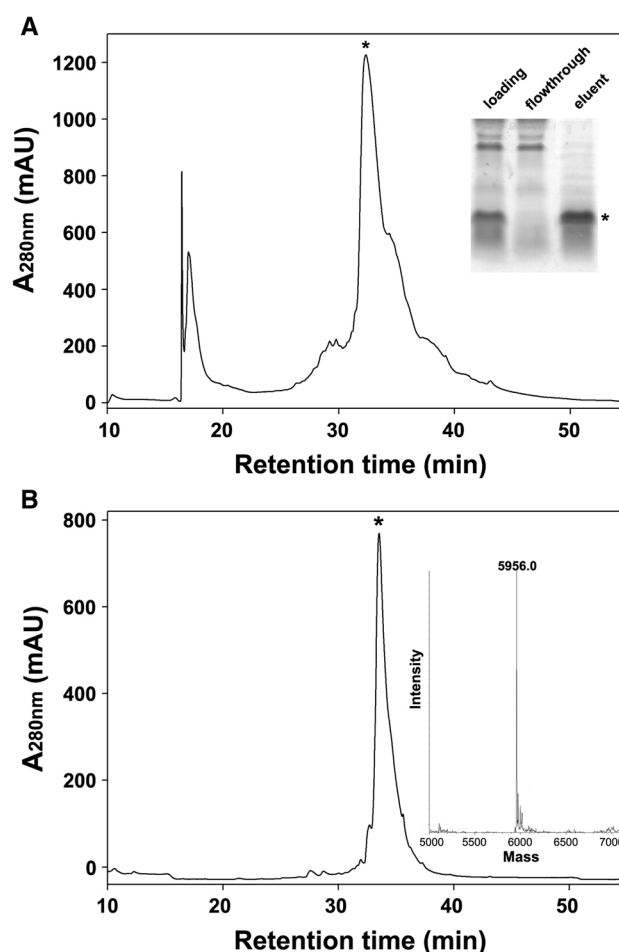 A
*
1200
1000
800
600
400
200
0
A280nm (mAU)
10 20 30 40 50
Retention time (min)
loading flowthrough eluent
*
B
*
800
600
400
200
0
A280nm (mAU)
10 20 30 40 50
Retention time (min)
5956.0
Intensity
5000 5500 6000 6500
Mass